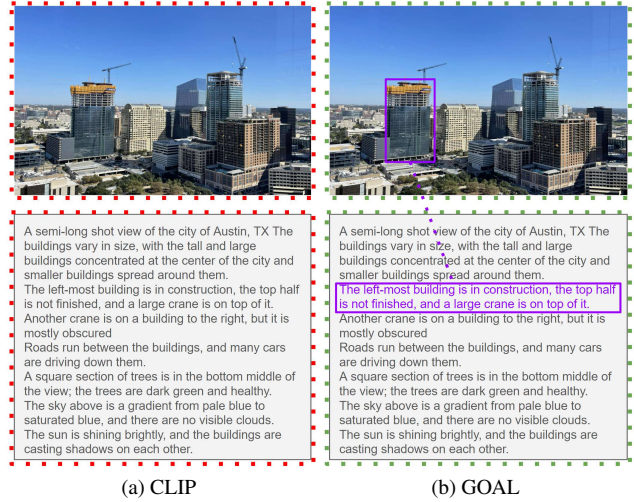 A semi-long shot view of the city of Austin, TX The
buildings vary in size, with the tall and large
buildings concentrated at the center of the city and
smaller buildings spread around them.
The left-most building is in construction, the top half
is not finished, and a large crane is on top of it.
Another crane is on a building to the right, but it is
mostly obscured
Roads run between the buildings, and many cars
are driving down them.
A square section of trees is in the bottom middle of
the view; the trees are dark green and healthy.
The sky above is a gradient from pale blue to
saturated blue, and there are no visible clouds.
The sun is shining brightly, and the buildings are
casting shadows on each other.
(a) CLIP
A semi-long shot view of the city of Austin, TX The
buildings vary in size, with the tall and large
buildings concentrated at the center of the city and
smaller buildings spread around them.
The left-most building is in construction, the top half
is not finished, and a large crane is on top of it.
Another crane is on a building to the right, but it is
mostly obscured
Roads run between the buildings, and many cars
are driving down them.
A square section of trees is in the bottom middle of
the view; the trees are dark green and healthy.
The sky above is a gradient from pale blue to
saturated blue, and there are no visible clouds.
The sun is shining brightly, and the buildings are
casting shadows on each other.
(b) GOAL